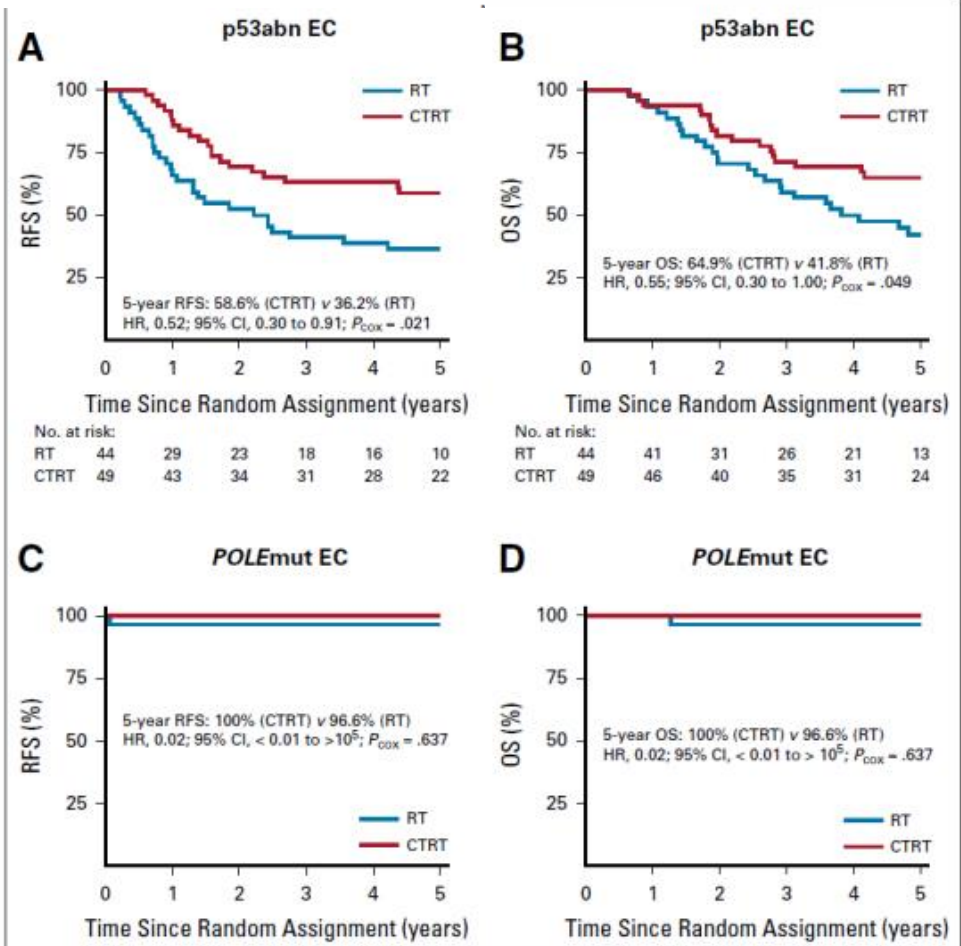 A
p53abn EC
RT
CTRT
100
75
50
25
RFS (%)
5-year RFS: 58.6% (CTRT) v 36.2% (RT)
HR, 0.52; 95% CI, 0.30 to 0.91; Pcox = .021
0 1 2 3 4 5
Time Since Random Assignment (years)
No. at risk:
RT 44 29 23 18 16 10
CTRT 49 43 34 31 28 22
B
p53abn EC
RT
CTRT
100
75
50
25
OS (%)
5-year OS: 64.9% (CTRT) v 41.8% (RT)
HR, 0.55; 95% CI, 0.30 to 1.00; Pcox = .049
0 1 2 3 4 5
Time Since Random Assignment (years)
No. at risk:
RT 44 41 31 26 21 13
CTRT 49 46 40 35 31 24
C
POLEmut EC
100
75
50
25
RFS (%)
5-year RFS: 100% (CTRT) v 96.6% (RT)
HR, 0.02; 95% CI, < 0.01 to >10⁵; Pcox = .637
RT
CTRT
0 1 2 3 4 5
Time Since Random Assignment (years)
D
POLEmut EC
100
75
50
25
OS (%)
5-year OS: 100% (CTRT) v 96.6% (RT)
HR, 0.02; 95% CI, < 0.01 to > 10⁵; Pcox = .637
RT
CTRT
0 1 2 3 4 5
Time Since Random Assignment (years)